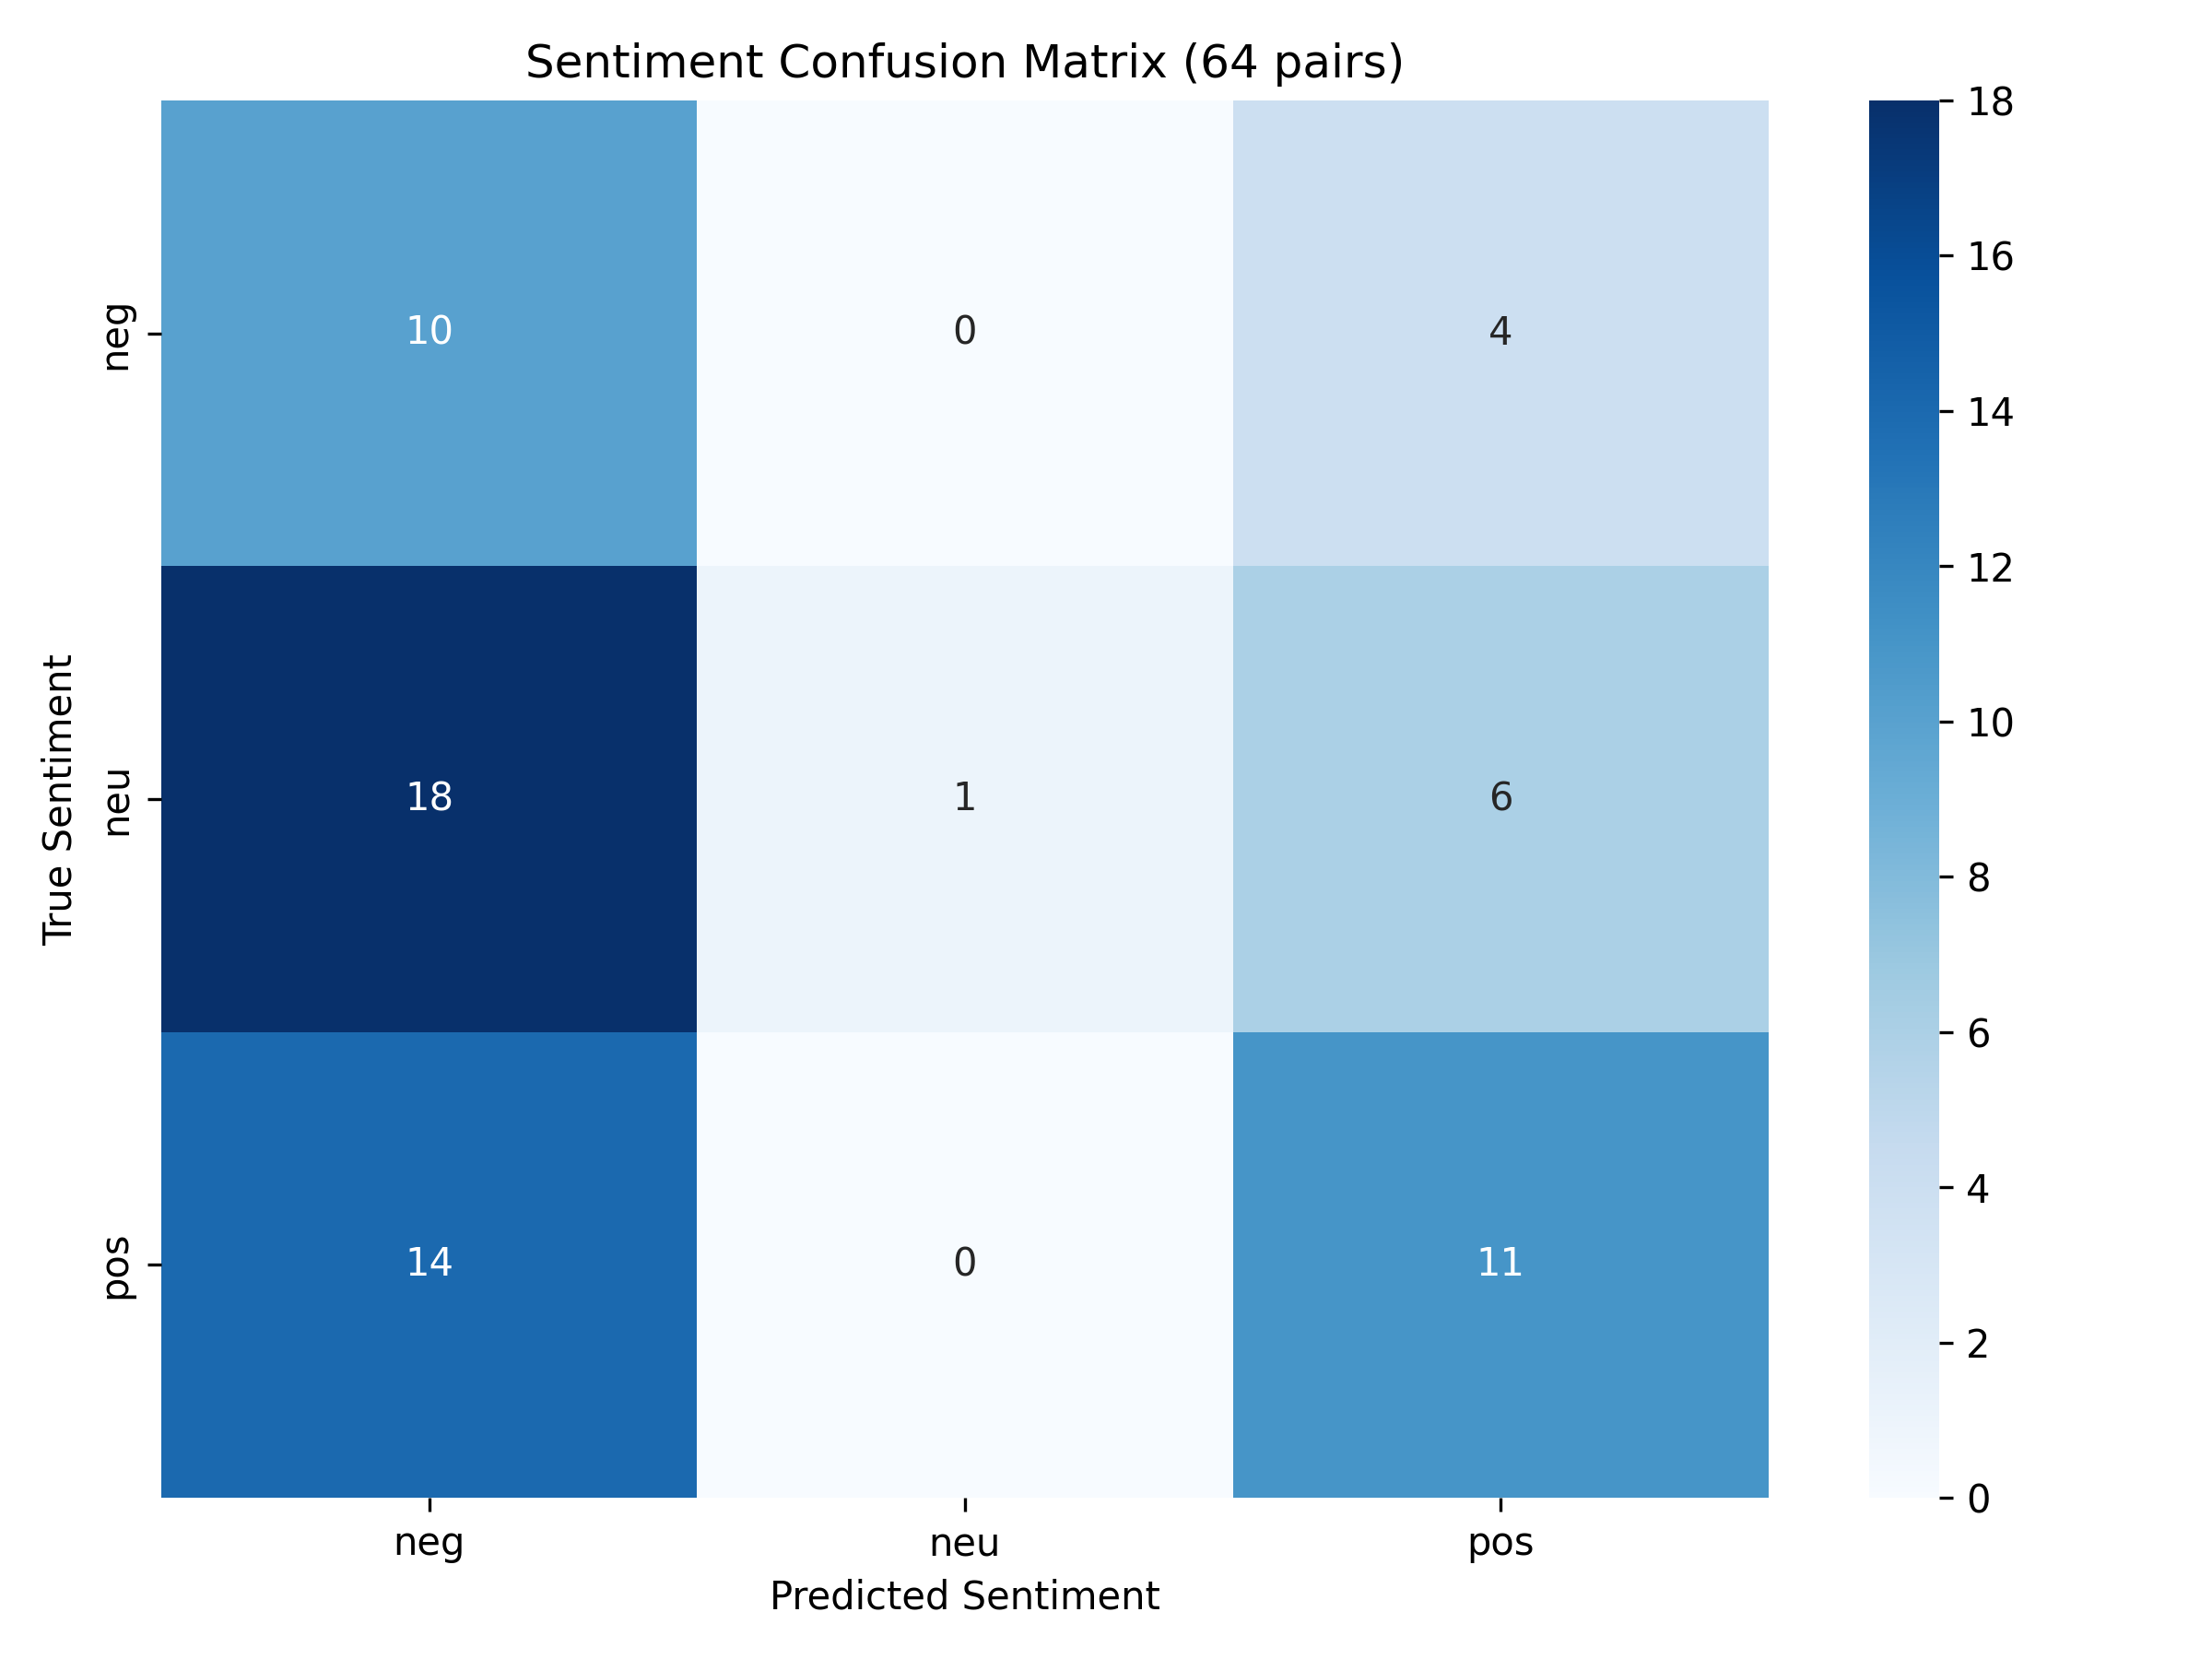 Sentiment Confusion Matrix (64 pairs)
True Sentiment
neg
10
0
4
neu
18
1
6
pos
14
0
11
neg
neu
pos
Predicted Sentiment
18
16
14
12
10
8
6
4
2
0